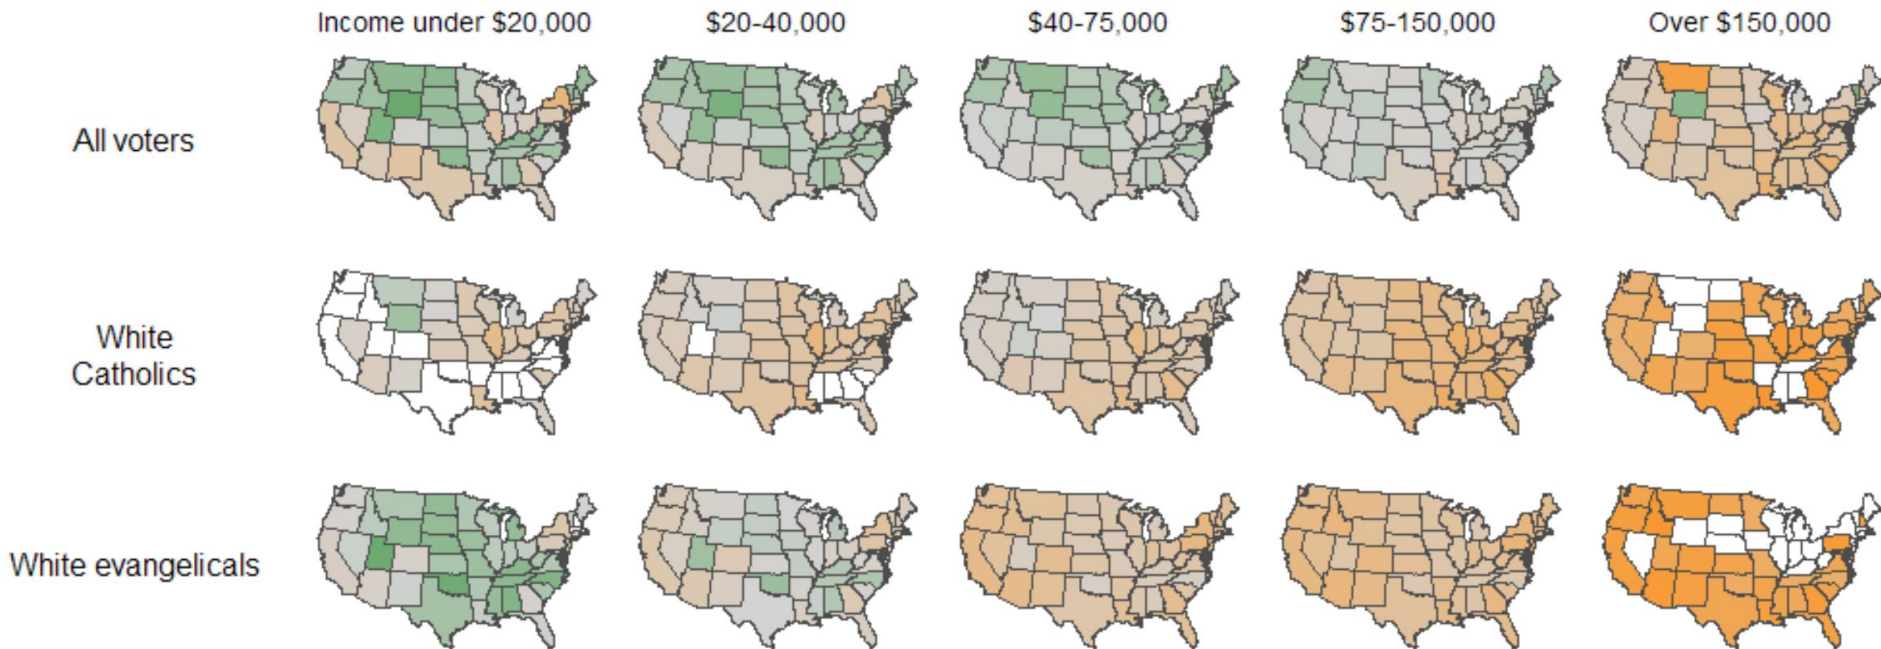 Income under $20,000 $20-40,000 $40-75,000 $75-150,000 Over $150,000
All voters
White
Catholics
White evangelicals